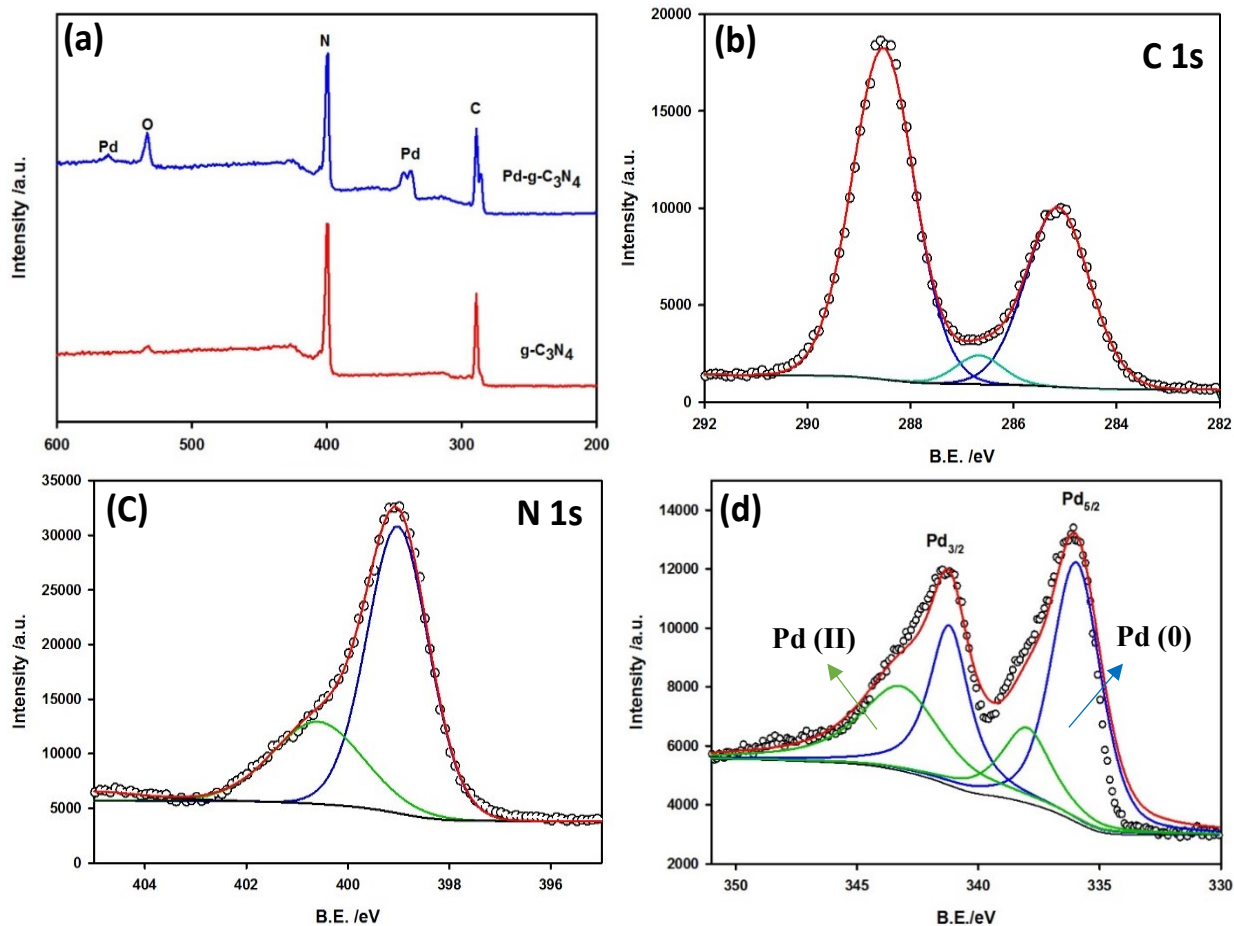 (a)
N
C
O
Pd
Pd
Pd-g-C₃N₄
g-C₃N₄
Intensity /a.u.
600
500
400
300
200
(b)
C 1s
20000
15000
10000
5000
0
Intensity /a.u.
292
290
288
286
284
282
B.E. /eV
(C)
N 1s
35000
30000
25000
20000
15000
10000
5000
0
Intensity /a.u.
404
402
400
398
396
B.E. /eV
(d)
Pd₅/₂
Pd₃/₂
Pd (II)
Pd (0)
14000
12000
10000
8000
6000
4000
2000
Intensity /a.u.
350
345
340
335
330
B.E./eV